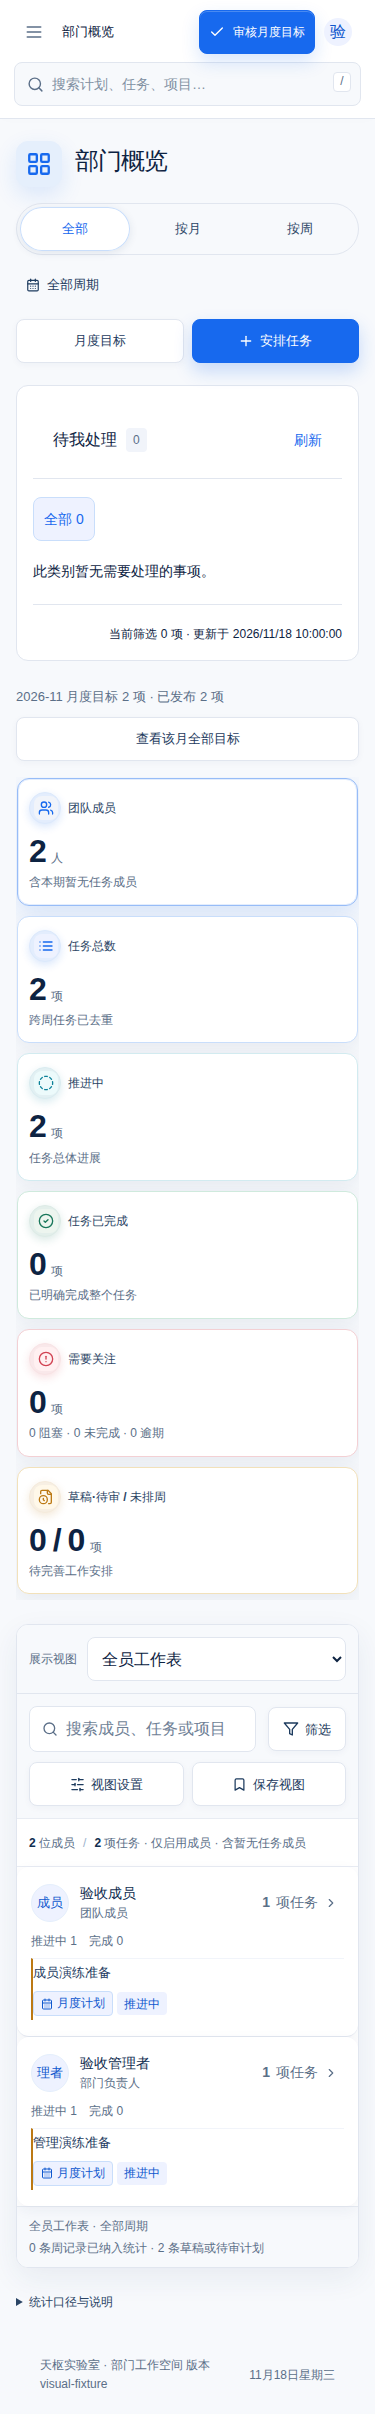 部门概览
审核月度目标
验
搜索计划、任务、项目…
/
部门概览
全部
按月
按周
全部周期
月度目标
安排任务
待我处理 0
刷新
全部 0
此类别暂无需要处理的事项。
当前筛选 0 项 · 更新于 2026/11/18 10:00:00
2026-11 月度目标 2 项 · 已发布 2 项
查看该月全部目标
团队成员
2 人
含本期暂无任务成员
任务总数
2 项
跨周任务已去重
推进中
2 项
任务总体进展
任务已完成
0 项
已明确完成整个任务
需要关注
0 项
0 阻塞 · 0 未完成 · 0 逾期
草稿·待审 / 未排周
0 / 0 项
待完善工作安排
展示视图
全员工作表
搜索成员、任务或项目
筛选
视图设置
保存视图
2 位成员 / 2 项任务 · 仅启用成员 · 含暂无任务成员
成员
验收成员
团队成员
1 项任务
推进中 1 完成 0
成员演练准备
月度计划 推进中
理者
验收管理者
部门负责人
1 项任务
推进中 1 完成 0
管理演练准备
月度计划 推进中
全员工作表 · 全部周期
0 条周记录已纳入统计 · 2 条草稿或待审计划
统计口径与说明
天枢实验室 · 部门工作空间 版本
visual-fixture
11月18日星期三